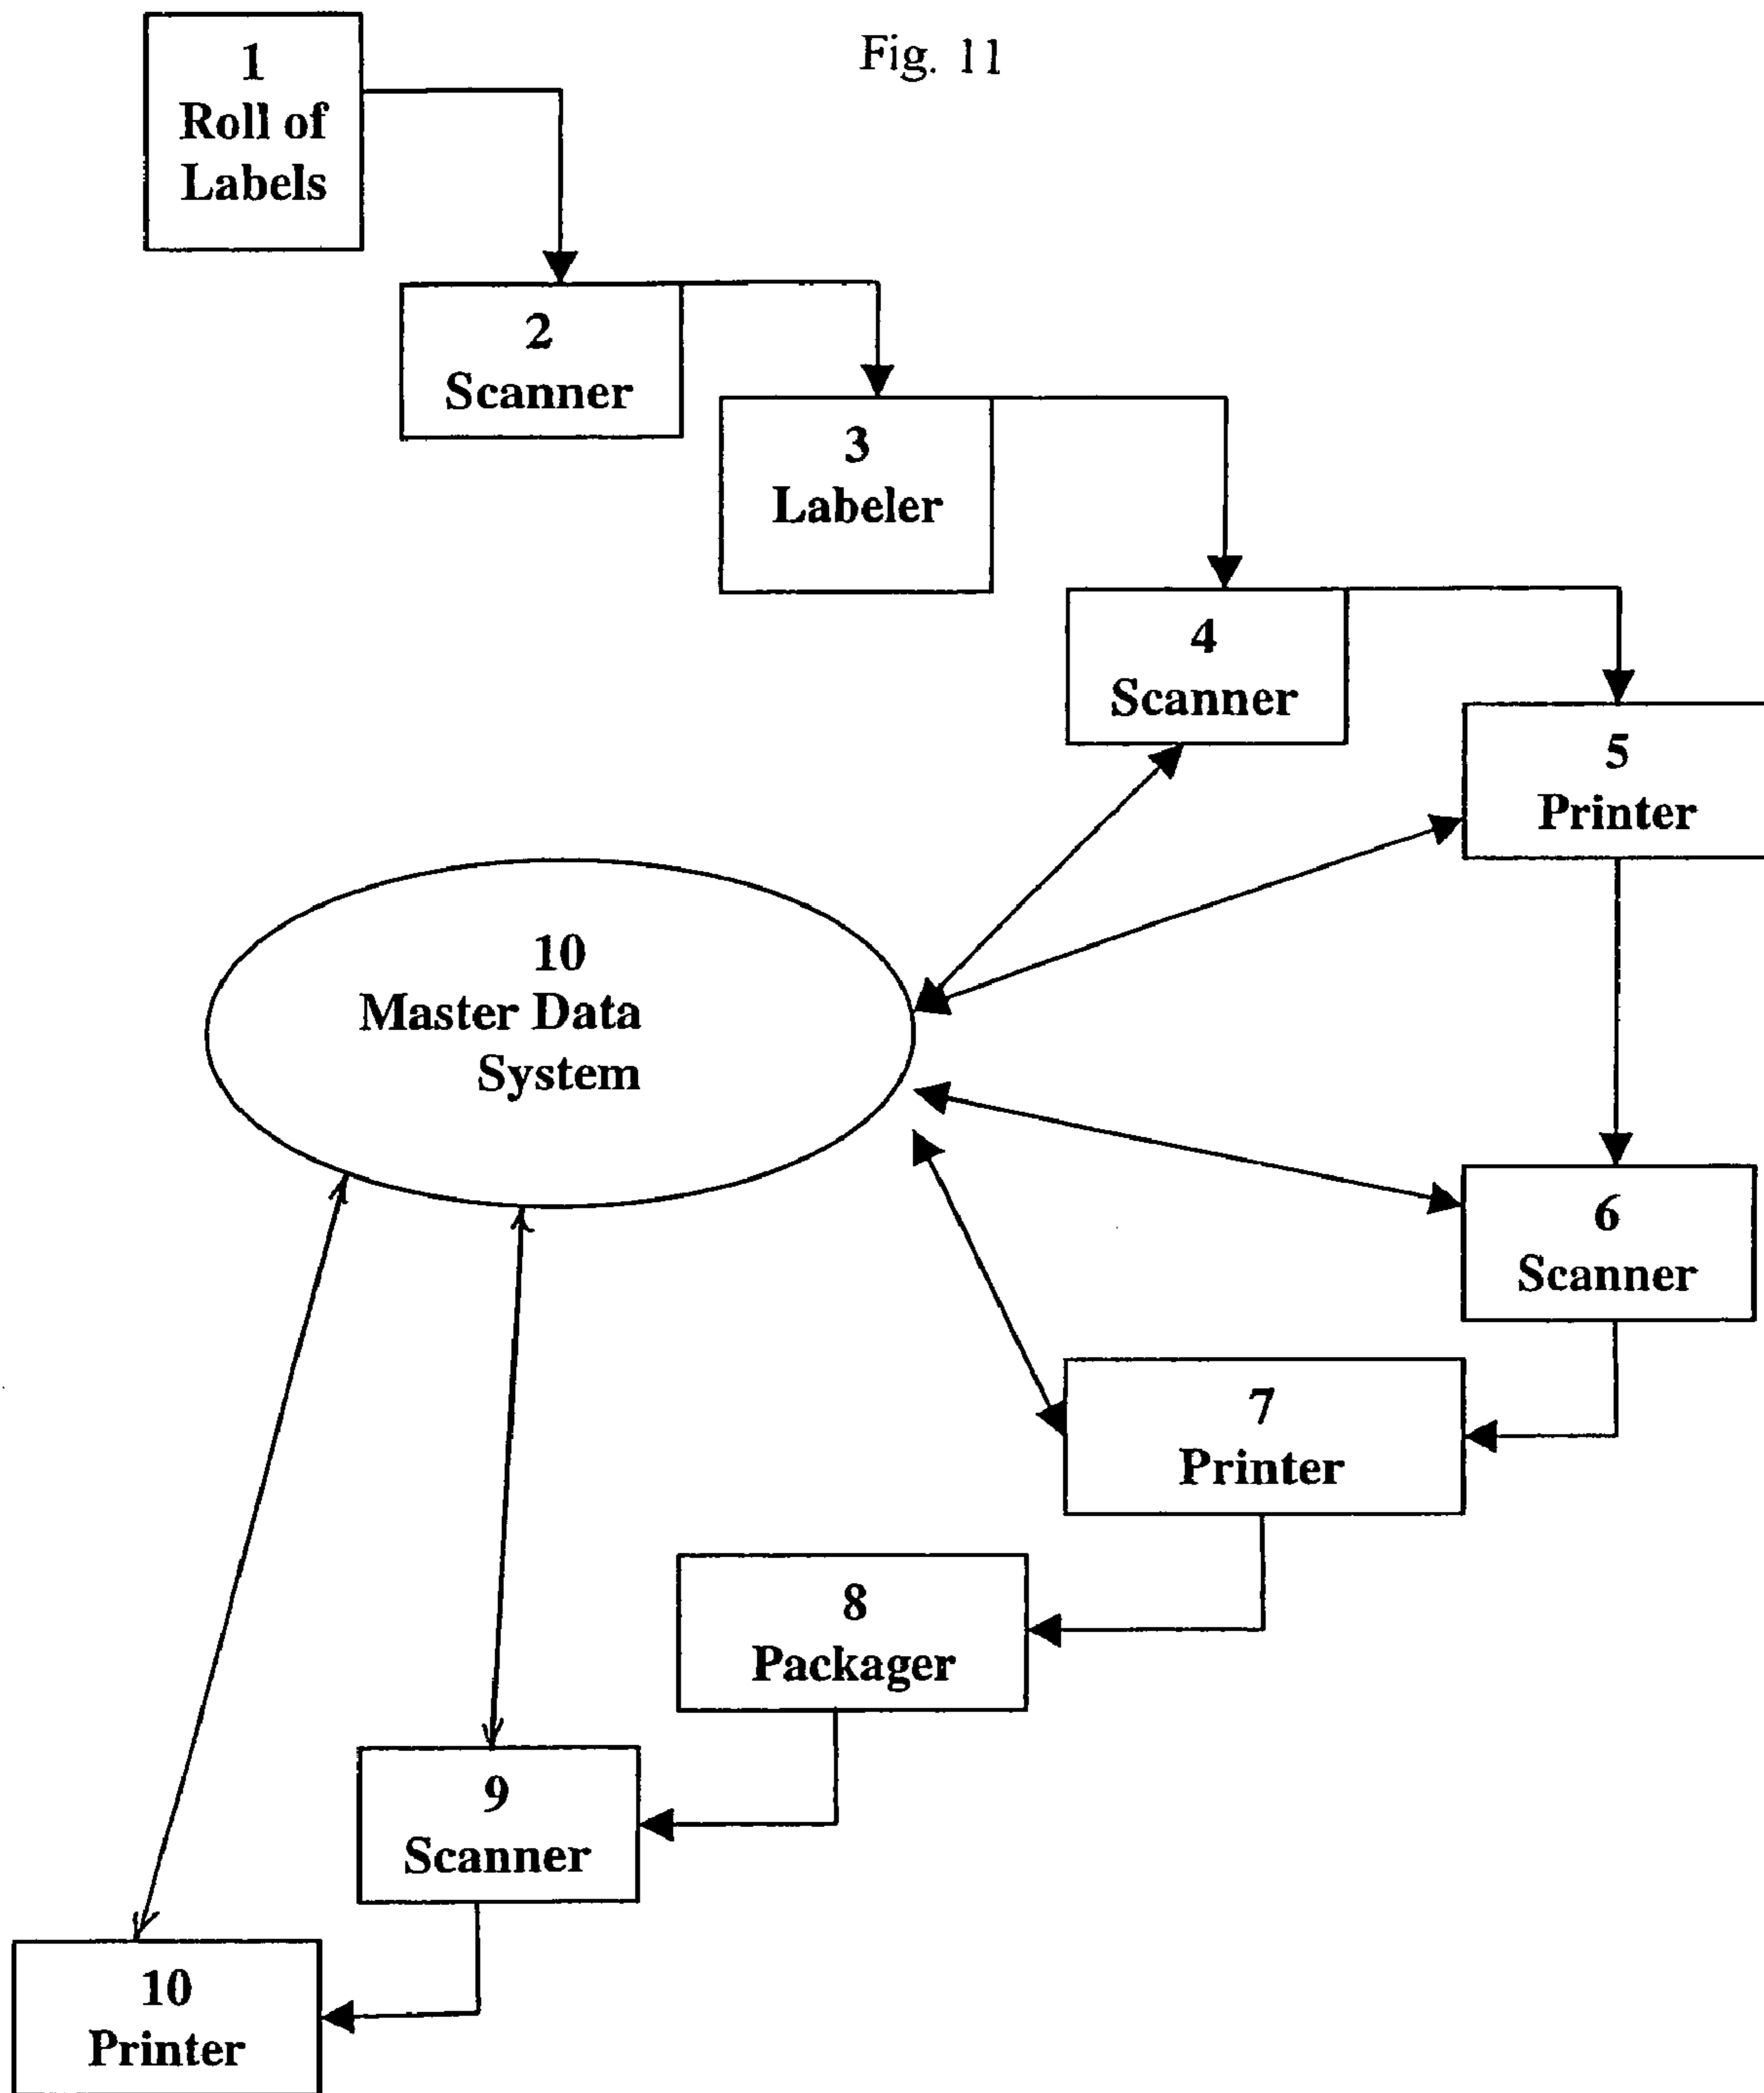 Fig. 11
1
Roll of
Labels
2
Scanner
3
Labeler
4
Scanner
5
Printer
10
Master Data
System
6
Scanner
7
Printer
8
Packager
9
Scanner
10
Printer